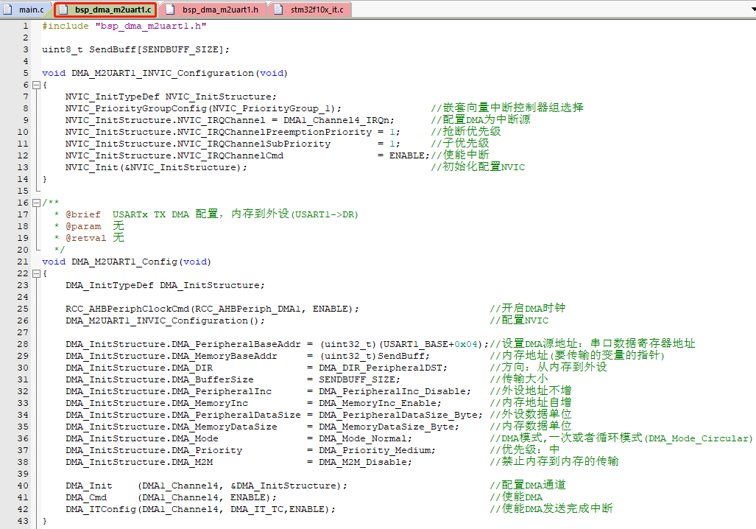 main.c bsp_dma_m2uart1.c bsp_dma_m2uart1.h stm32f10x_it.c
1 #include "bsp_dma_m2uart1.h"
2
3 uint8_t SendBuff[SENDBUFF_SIZE];
4
5 void DMA_M2UART1_INVIC_Configuration(void)
6 {
7 NVIC_InitTypeDef NVIC_InitStructure;
8 NVIC_PriorityGroupConfig(NVIC_PriorityGroup_1); //嵌套向量中断控制器组选择
9 NVIC_InitStructure.NVIC_IRQChannel = DMA1_Channel4_IRQn; //配置DMA为中断源
10 NVIC_InitStructure.NVIC_IRQChannelPreemptionPriority = 1; //抢断优先级
11 NVIC_InitStructure.NVIC_IRQChannelSubPriority = 1; //子优先级
12 NVIC_InitStructure.NVIC_IRQChannelCmd = ENABLE;//使能中断
13 NVIC_Init(&NVIC_InitStructure); //初始化配置NVIC
14 }
15
16 /**
17 * @brief USARTx TX DMA 配置，内存到外设(USART1->DR)
18 * @param 无
19 * @retval 无
20 */
21 void DMA_M2UART1_Config(void)
22 {
23 DMA_InitTypeDef DMA_InitStructure;
24
25 RCC_AHBPeriphClockCmd(RCC_AHBPeriph_DMA1, ENABLE); //开启DMA时钟
26 DMA_M2UART1_INVIC_Configuration(); //配置NVIC
27
28 DMA_InitStructure.DMA_PeripheralBaseAddr = (uint32_t)(USART1_BASE+0x04);//设置DMA源地址：串口数据寄存器地址
29 DMA_InitStructure.DMA_MemoryBaseAddr = (uint32_t)SendBuff; //内存地址(要传输的变量的指针)
30 DMA_InitStructure.DMA_DIR = DMA_DIR_PeripheralDST; //方向：从内存到外设
31 DMA_InitStructure.DMA_BufferSize = SENDBUFF_SIZE; //传输大小
32 DMA_InitStructure.DMA_PeripheralInc = DMA_PeripheralInc_Disable; //外设地址不增
33 DMA_InitStructure.DMA_MemoryInc = DMA_MemoryInc_Enable; //内存地址自增
34 DMA_InitStructure.DMA_PeripheralDataSize = DMA_PeripheralDataSize_Byte; //外设数据单位
35 DMA_InitStructure.DMA_MemoryDataSize = DMA_MemoryDataSize_Byte; //内存数据单位
36 DMA_InitStructure.DMA_Mode = DMA_Mode_Normal; //DMA模式,一次或者循环模式(DMA_Mode_Circular)
37 DMA_InitStructure.DMA_Priority = DMA_Priority_Medium; //优先级：中
38 DMA_InitStructure.DMA_M2M = DMA_M2M_Disable; //禁止内存到内存的传输
39
40 DMA_Init (DMA1_Channel4, &DMA_InitStructure); //配置DMA通道
41 DMA_Cmd (DMA1_Channel4, ENABLE); //使能DMA
42 DMA_ITConfig(DMA1_Channel4, DMA_IT_TC,ENABLE); //使能DMA发送完成中断
43 }